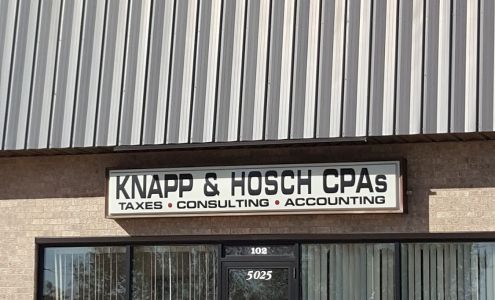 KNAPP & HOSCH CPAs
TAXES • CONSULTING • ACCOUNTING
102
5025